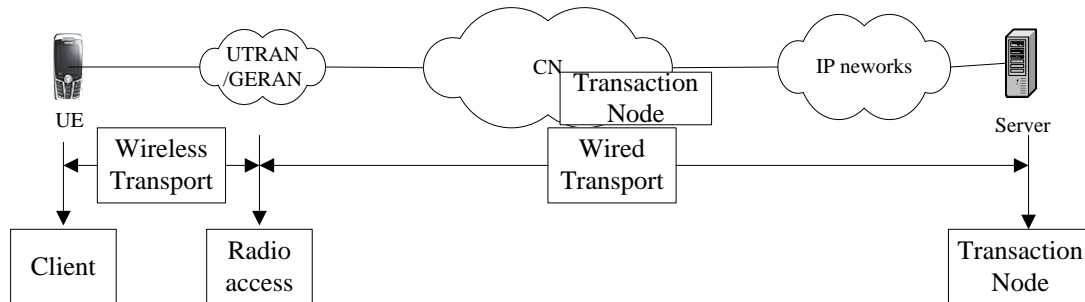 UTRAN
/GERAN
CN
IP neworks
Transaction
Node
UE
Server
Wireless
Transport
Wired
Transport
Client
Radio
access
Transaction
Node